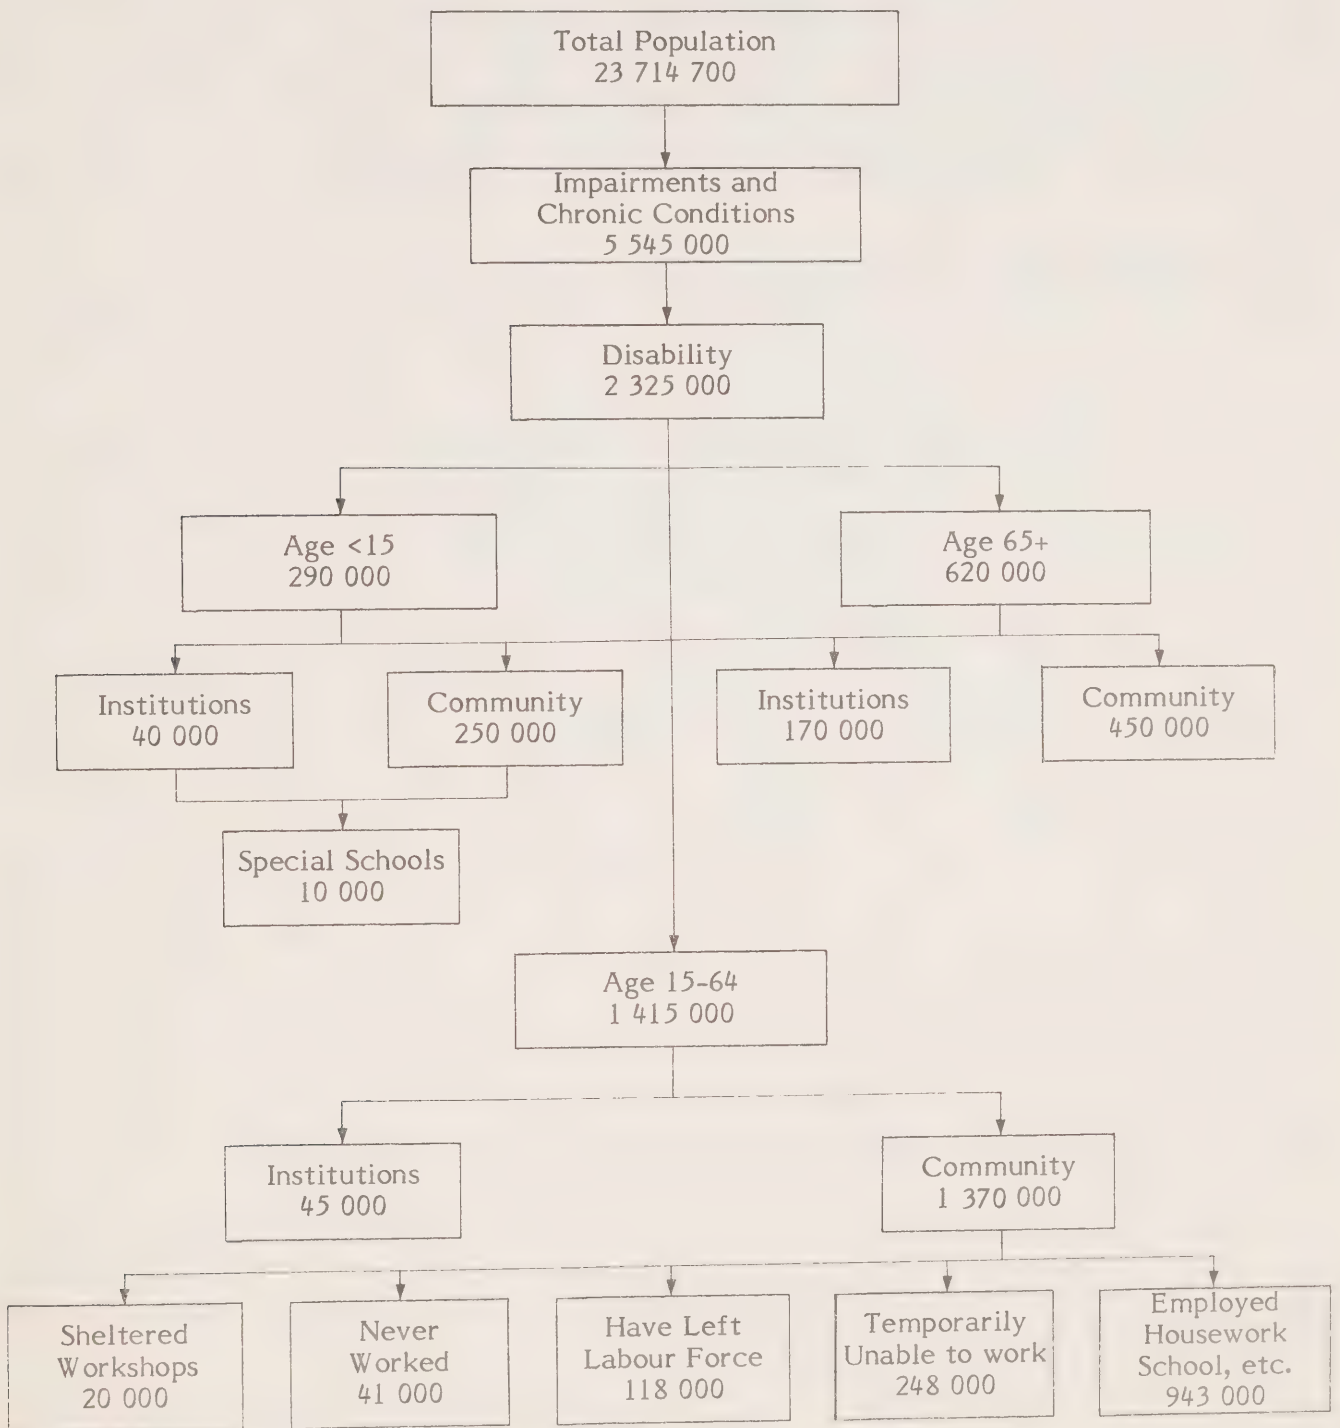 Total Population
23 714 700
Impairments and
Chronic Conditions
5 545 000
Disability
2 325 000
Age <15
290 000
Age 65+
620 000
Institutions
40 000
Community
250 000
Institutions
170 000
Community
450 000
Special Schools
10 000
Age 15-64
1 415 000
Institutions
45 000
Community
1 370 000
Sheltered
Workshops
20 000
Never
Worked
41 000
Have Left
Labour Force
118 000
Temporarily
Unable to work
248 000
Employed
Housework
School, etc.
943 000